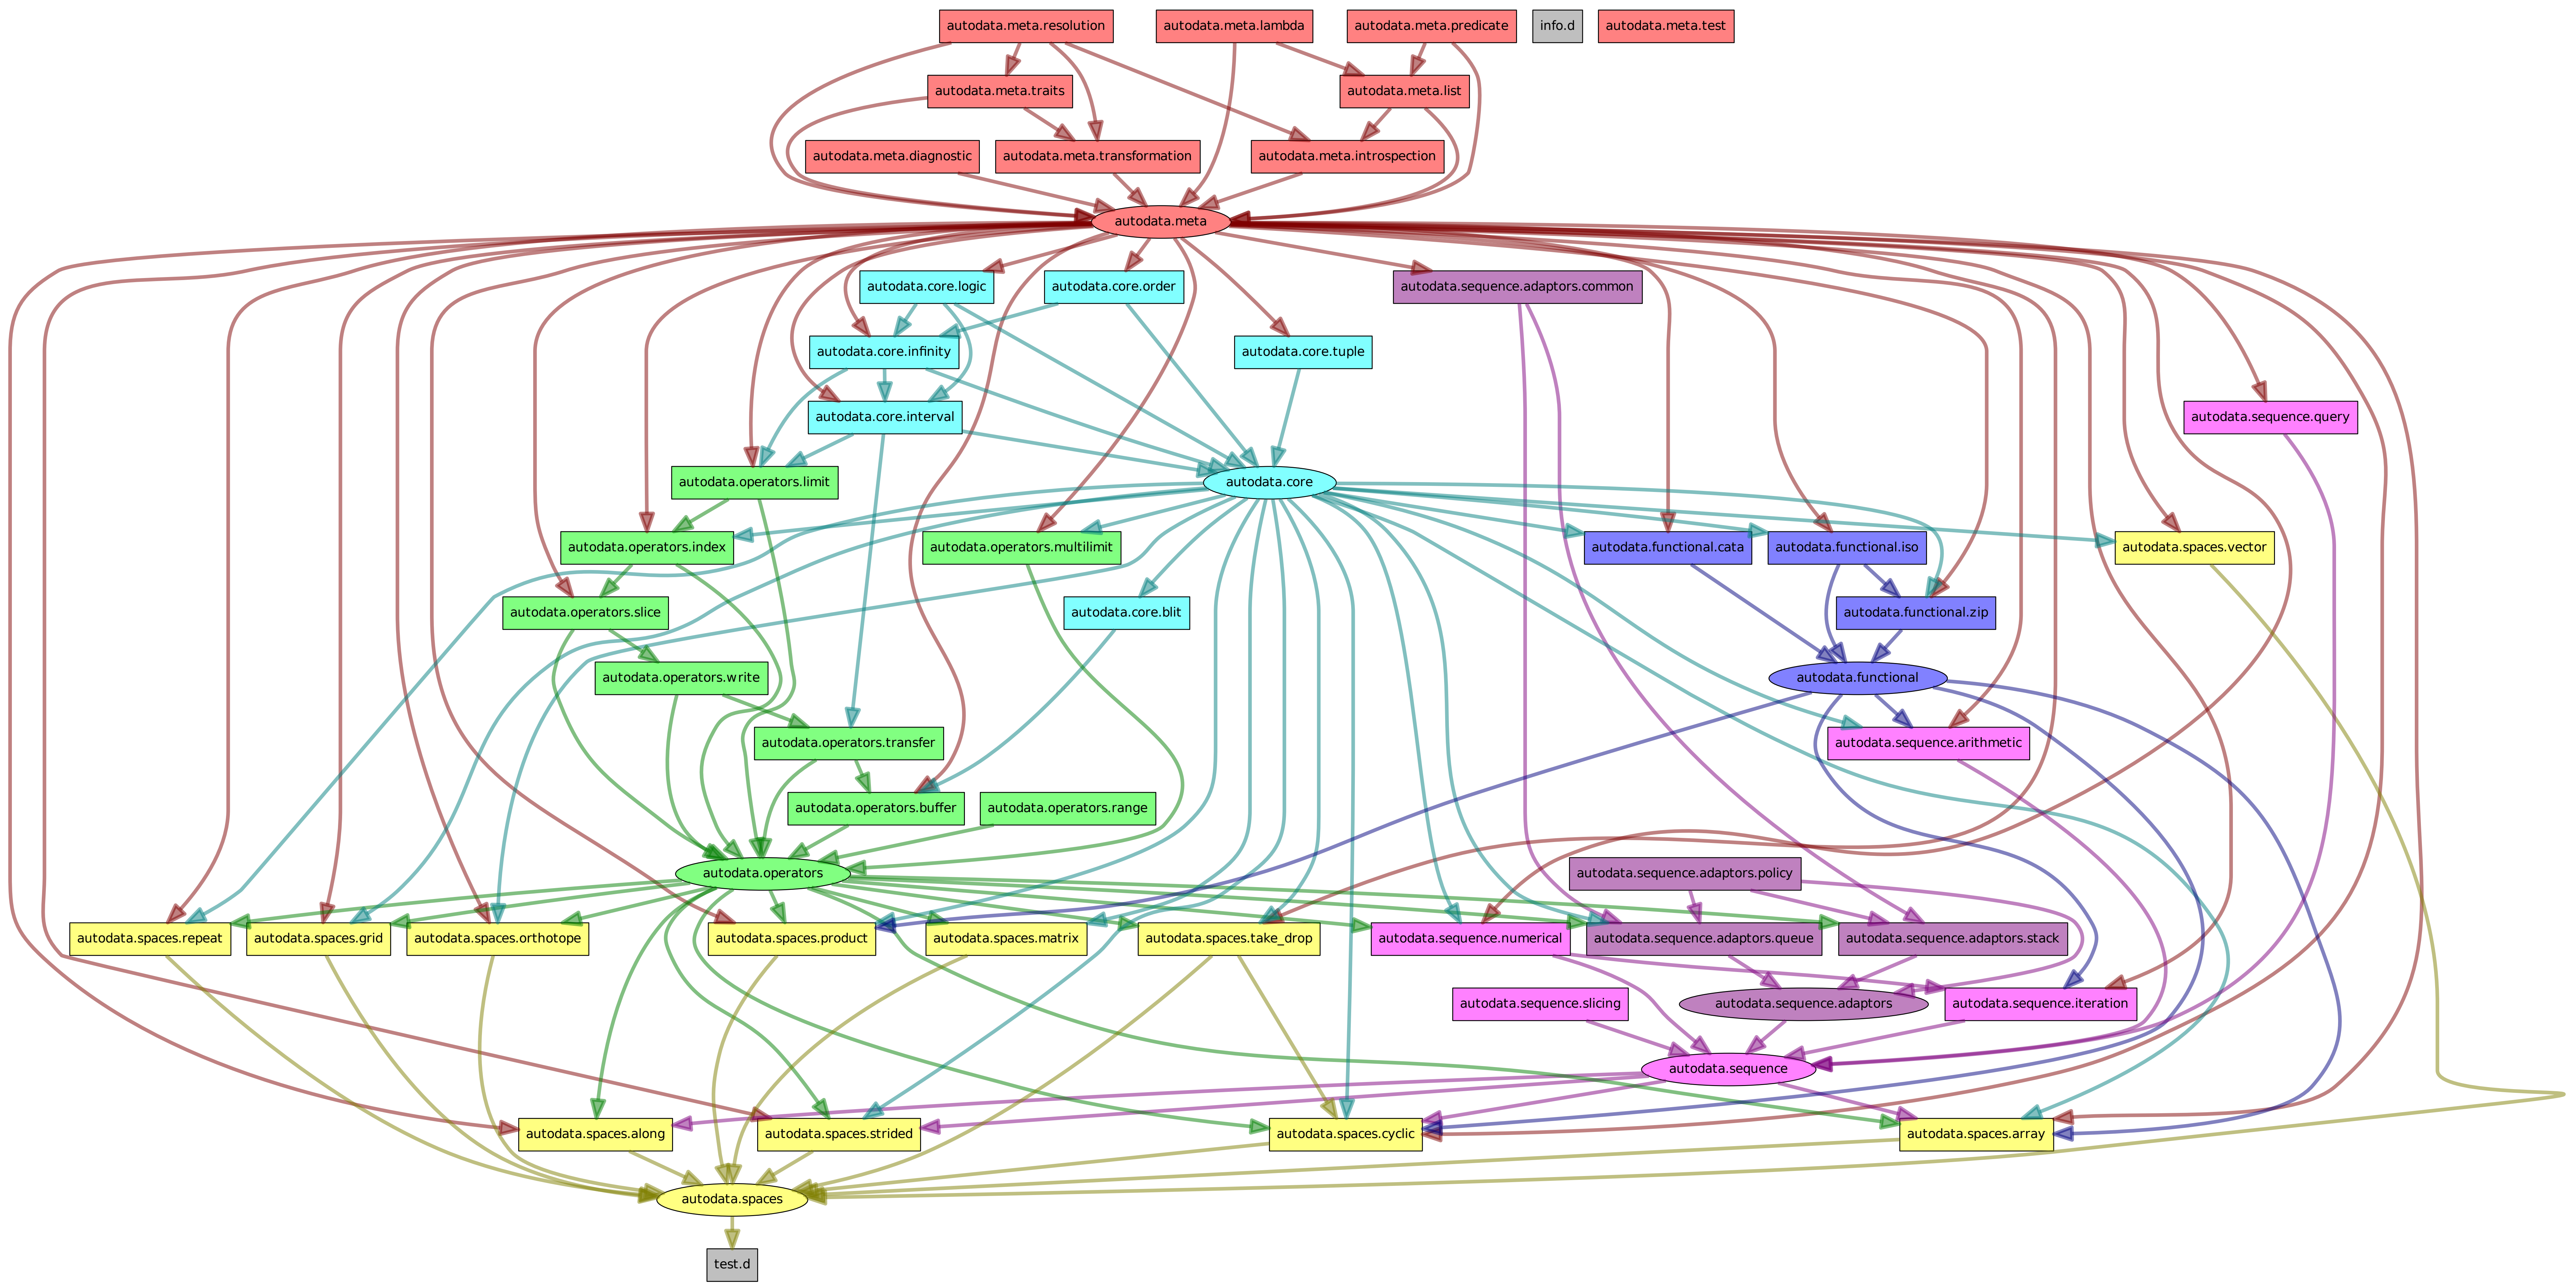 autodata.meta.resolution
autodata.meta.lambda
autodata.meta.predicate
info.d
autodata.meta.test
autodata.meta.traits
autodata.meta.list
autodata.meta.diagnostic
autodata.meta.transformation
autodata.meta.introspection
autodata.meta
autodata.core.logic
autodata.core.order
autodata.sequence.adaptors.common
autodata.core.infinity
autodata.core.tuple
autodata.core.interval
autodata.sequence.query
autodata.operators.limit
autodata.core
autodata.operators.index
autodata.operators.multilimit
autodata.functional.cata
autodata.functional.iso
autodata.spaces.vector
autodata.operators.slice
autodata.core.blit
autodata.functional.zip
autodata.operators.write
autodata.functional
autodata.operators.transfer
autodata.sequence.arithmetic
autodata.operators.buffer
autodata.operators.range
autodata.operators
autodata.sequence.adaptors.policy
autodata.spaces.repeat
autodata.spaces.grid
autodata.spaces.orthotope
autodata.spaces.product
autodata.spaces.matrix
autodata.spaces.take_drop
autodata.sequence.numerical
autodata.sequence.adaptors.queue
autodata.sequence.adaptors.stack
autodata.sequence.slicing
autodata.sequence.adaptors
autodata.sequence.iteration
autodata.sequence
autodata.spaces.along
autodata.spaces.strided
autodata.spaces.cyclic
autodata.spaces.array
autodata.spaces
test.d